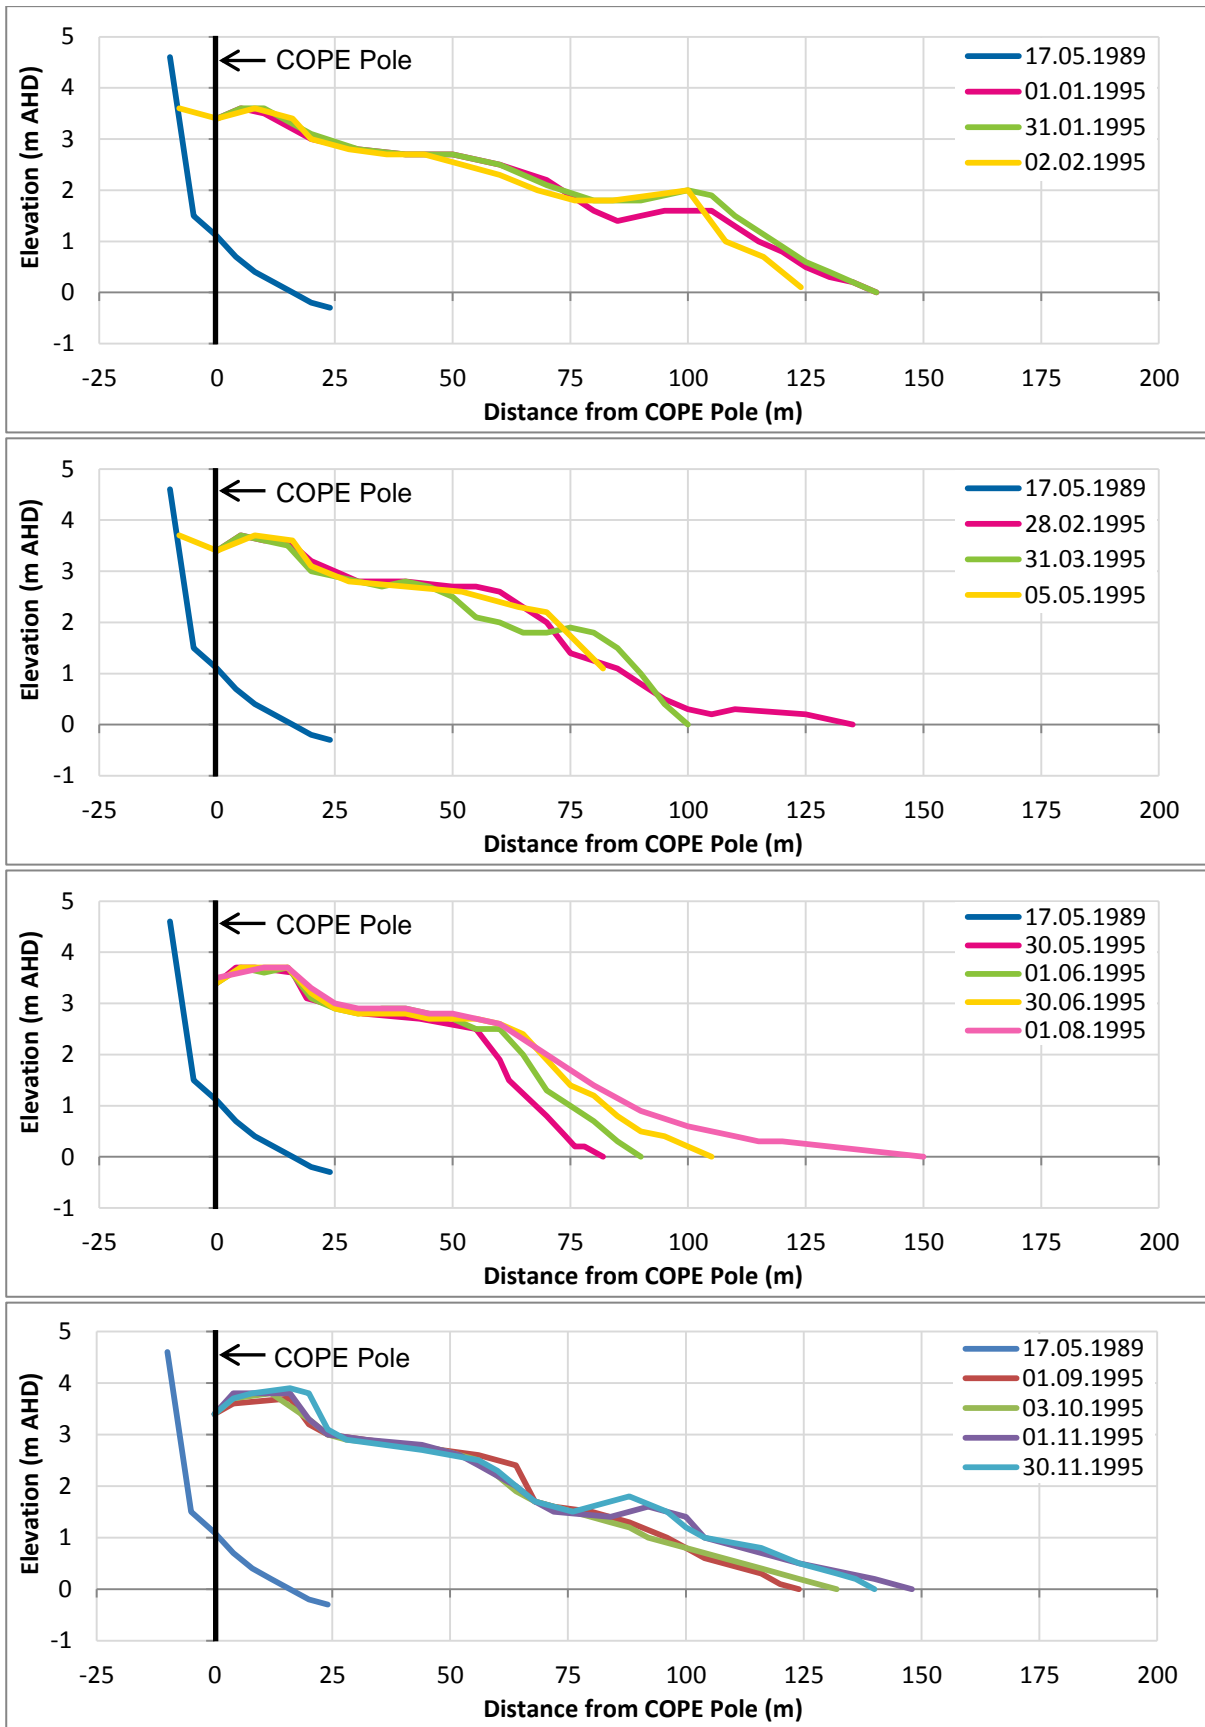 5
4
3
2
1
0
-1
Elevation (m AHD)
COPE Pole
17.05.1989
01.01.1995
31.01.1995
02.02.1995
-25 0 25 50 75 100 125 150 175 200
Distance from COPE Pole (m)
5
4
3
2
1
0
-1
Elevation (m AHD)
COPE Pole
17.05.1989
28.02.1995
31.03.1995
05.05.1995
-25 0 25 50 75 100 125 150 175 200
Distance from COPE Pole (m)
5
4
3
2
1
0
-1
Elevation (m AHD)
COPE Pole
17.05.1989
30.05.1995
01.06.1995
30.06.1995
01.08.1995
-25 0 25 50 75 100 125 150 175 200
Distance from COPE Pole (m)
5
4
3
2
1
0
-1
Elevation (m AHD)
COPE Pole
17.05.1989
01.09.1995
03.10.1995
01.11.1995
30.11.1995
-25 0 25 50 75 100 125 150 175 200
Distance from COPE Pole (m)